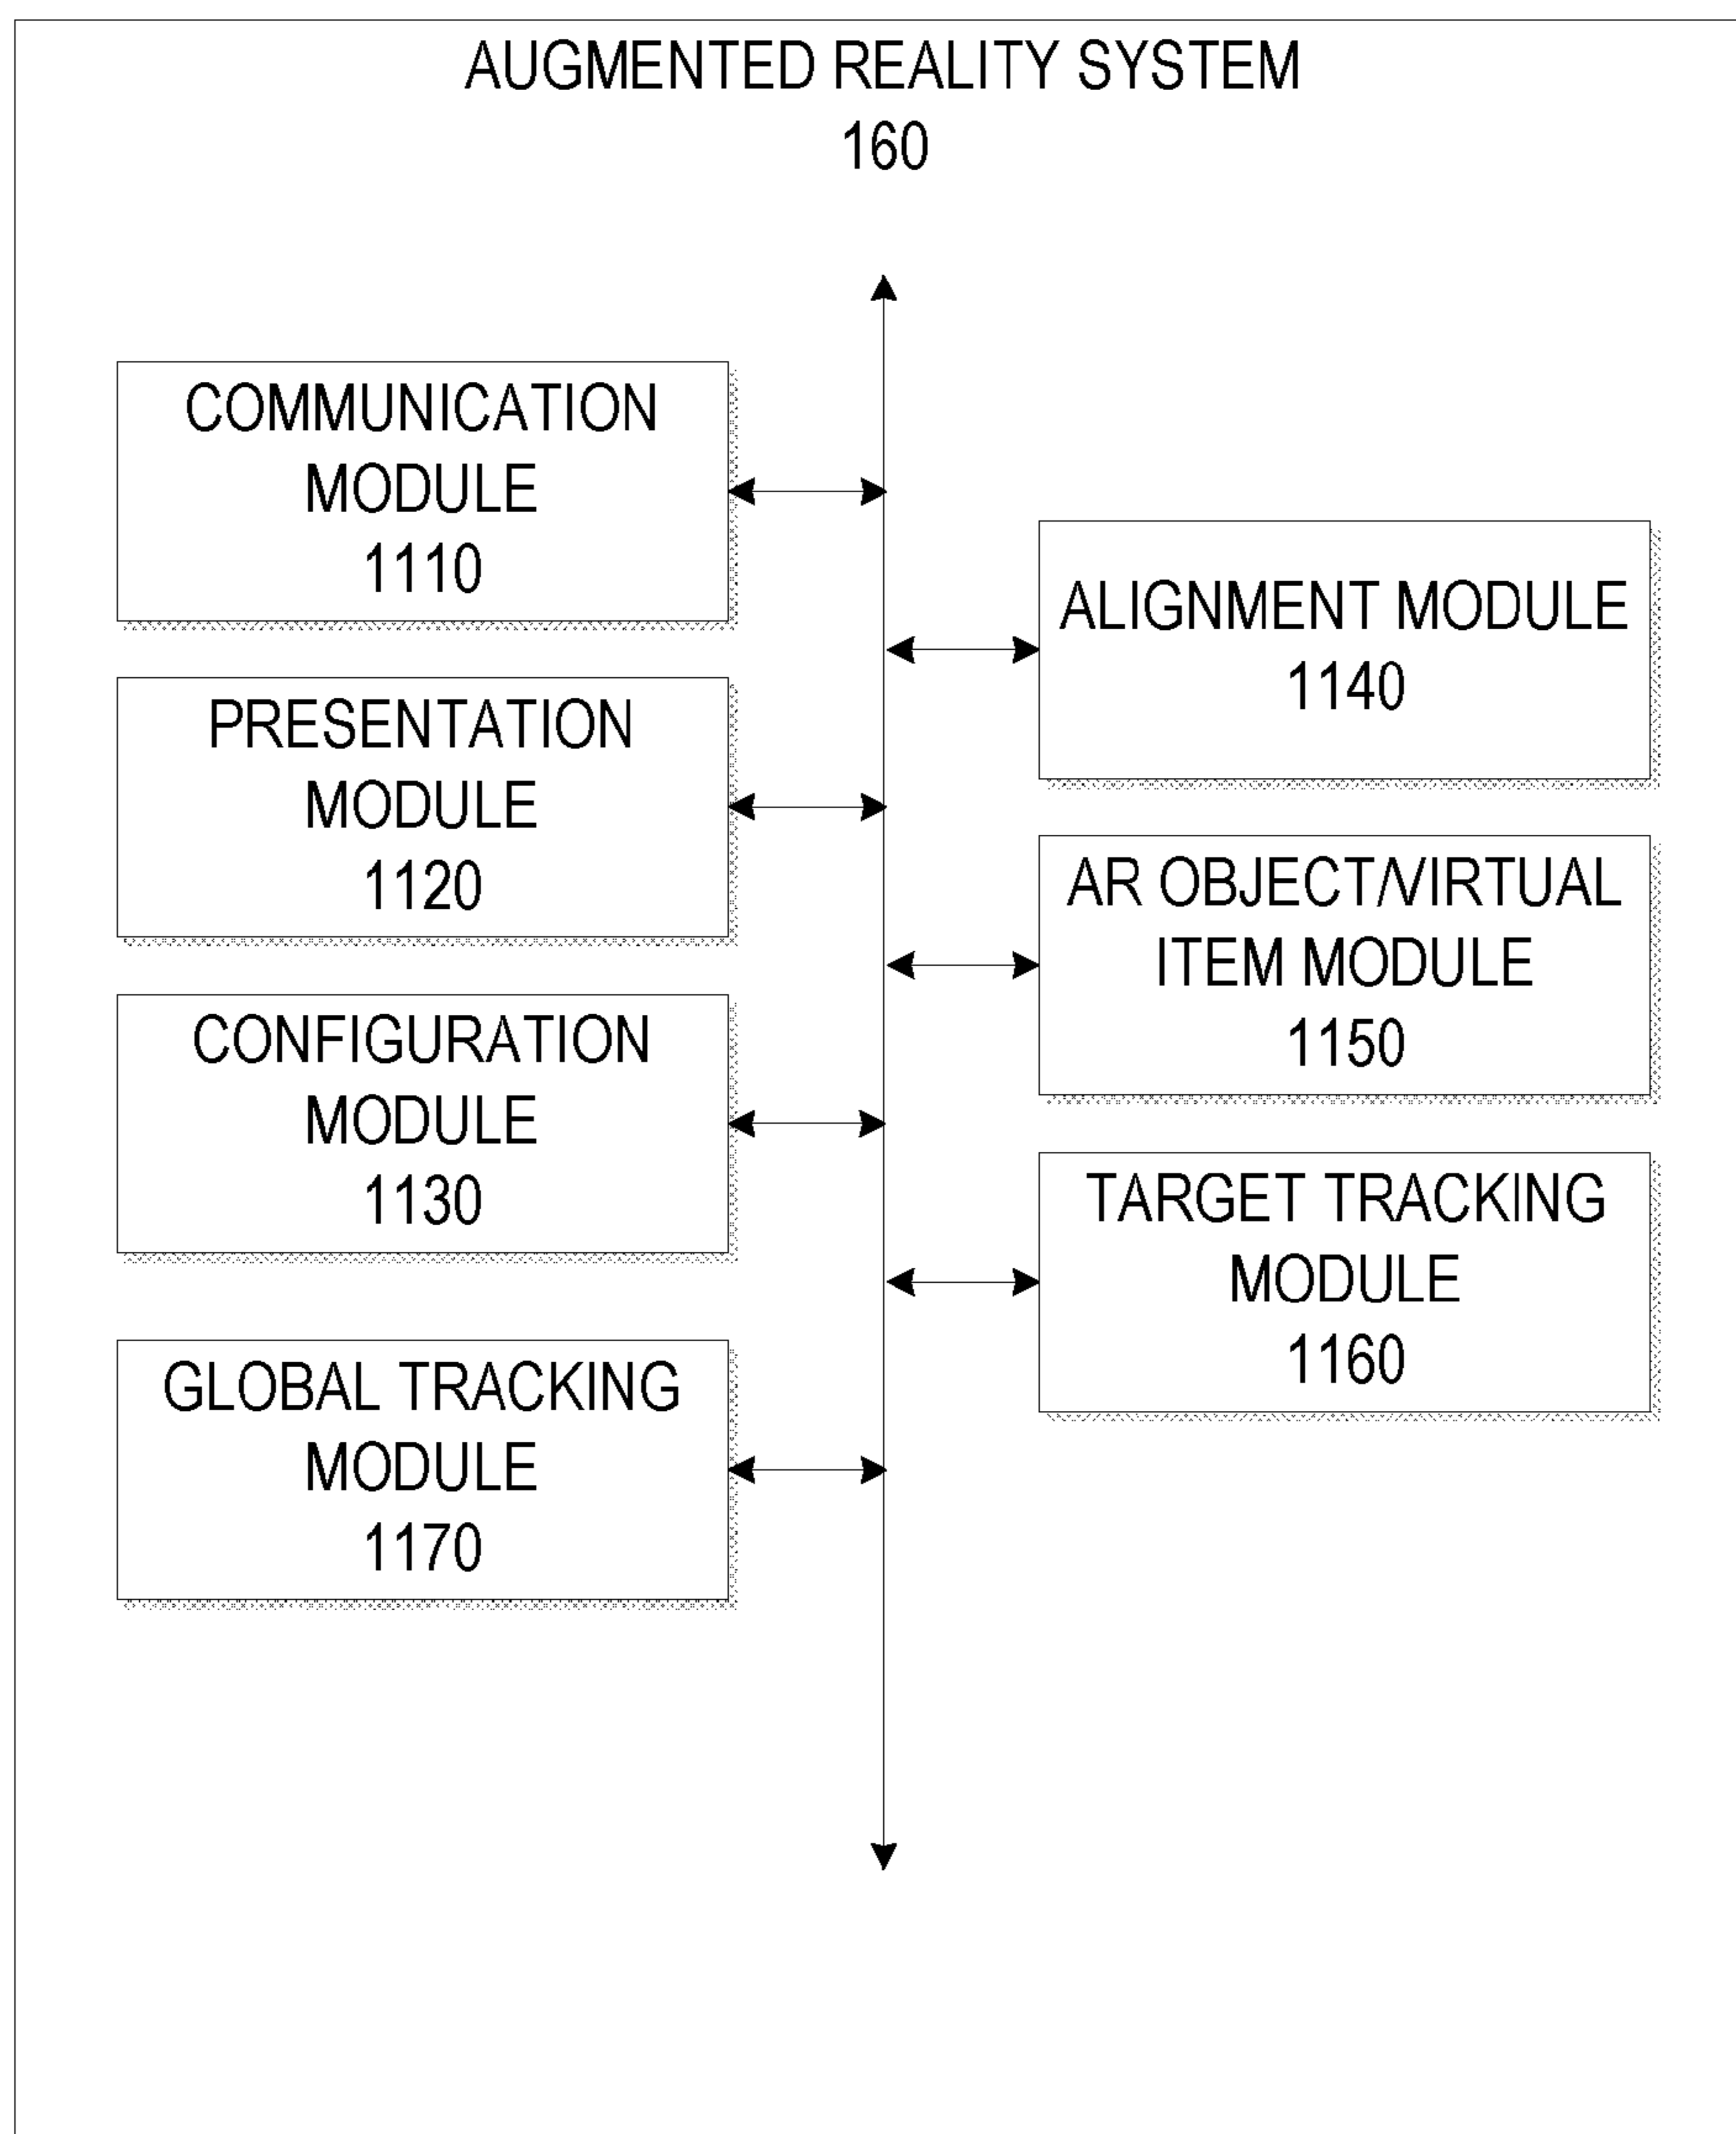 AUGMENTED REALITY SYSTEM
160
COMMUNICATION
MODULE
1110
PRESENTATION
MODULE
1120
CONFIGURATION
MODULE
1130
GLOBAL TRACKING
MODULE
1170
ALIGNMENT MODULE
1140
AR OBJECT/VIRTUAL
ITEM MODULE
1150
TARGET TRACKING
MODULE
1160